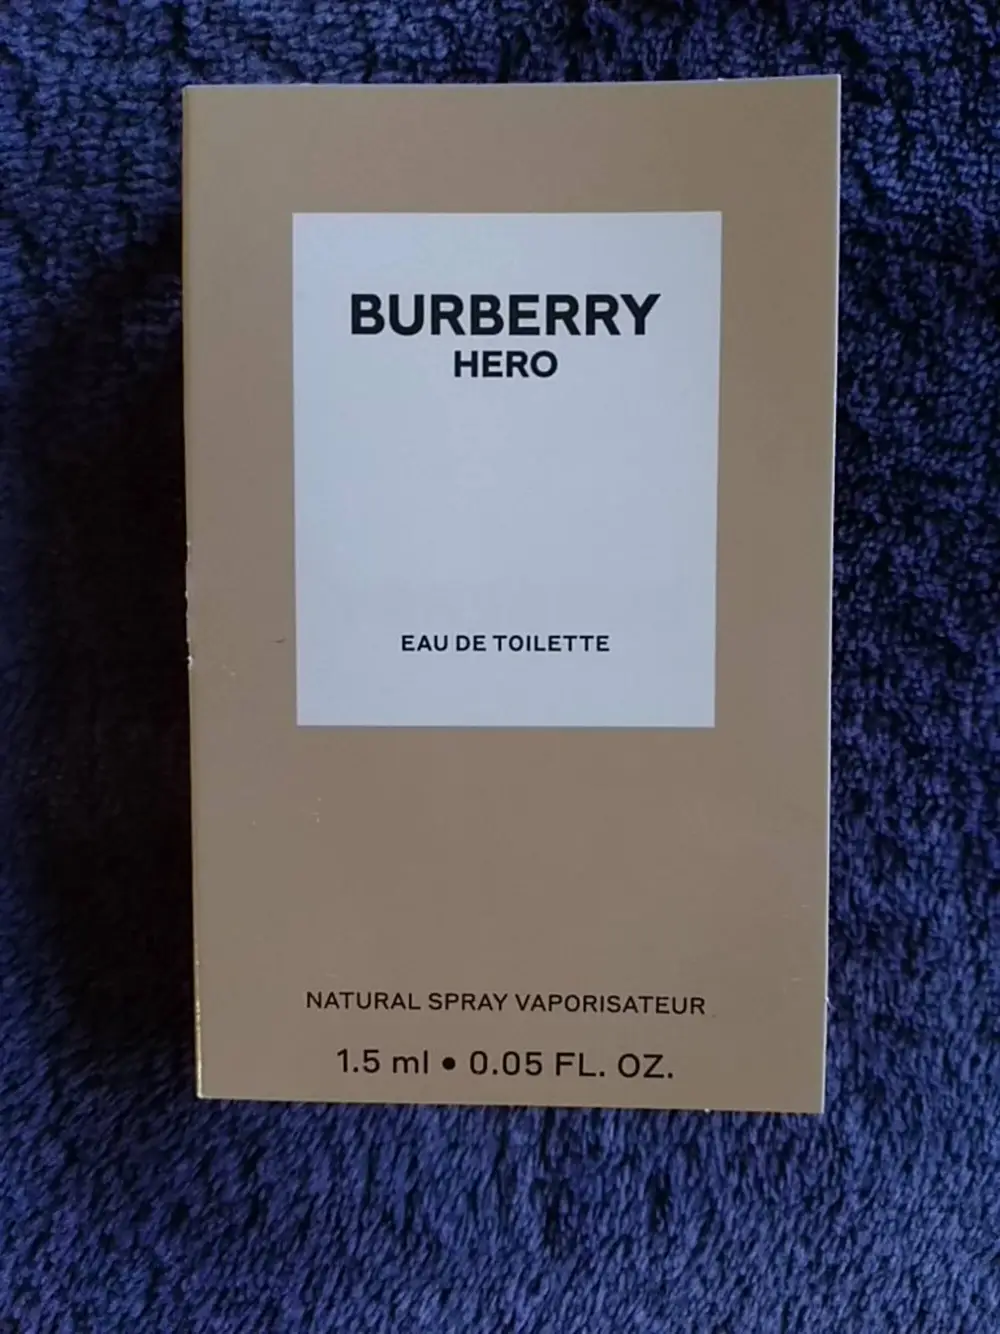 BURBERRY
HERO
EAU DE TOILETTE
NATURAL SPRAY VAPORISATEUR
1.5 ml • 0.05 FL. OZ.